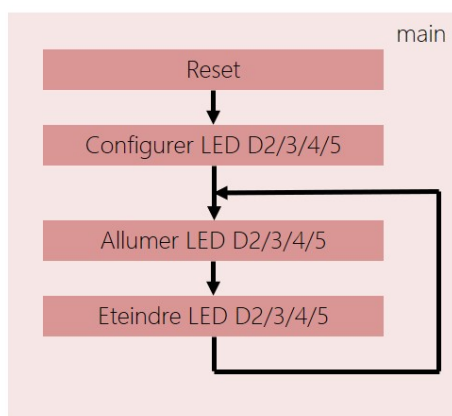 main
Reset
Configurer LED D2/3/4/5
Allumer LED D2/3/4/5
Eteindre LED D2/3/4/5